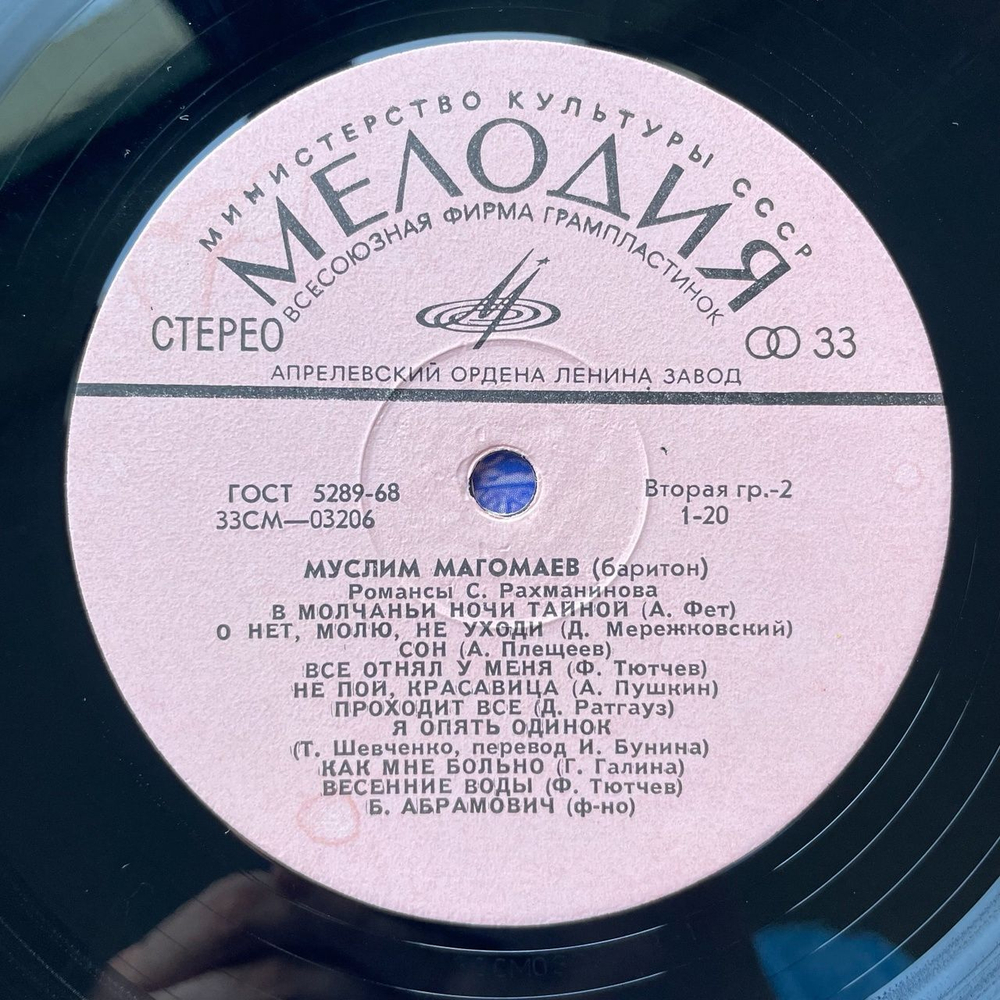 МИНИСТЕРСТВО КУЛЬТУРЫ СССР
МЕЛОДИЯ
ВСЕСОЮЗНАЯ ФИРМА ГРАМПЛАСТИНОК
СТЕРЕО
33
АПРЕЛЕВСКИЙ ОРДЕНА ЛЕНИНА ЗАВОД
ГОСТ 5289-68
33СМ—03206
Вторая гр.-2
1-20
МУСЛИМ МАГОМАЕВ (баритон)
Романсы С. Рахманинова
В МОЛЧАНЬИ НОЧИ ТАЙНОЙ (А. Фет)
О НЕТ, МОЛЮ, НЕ УХОДИ (Д. Мережковский)
СОН (А. Плещеев)
ВСЕ ОТНЯЛ У МЕНЯ (Ф. Тютчев)
НЕ ПОЙ, КРАСАВИЦА (А. Пушкин)
ПРОХОДИТ ВСЕ (Д. Ратгауз)
Я ОПЯТЬ ОДИНОК
(Т. Шевченко, перевод И. Бунина)
КАК МНЕ БОЛЬНО (Г. Галина)
ВЕСЕННИЕ ВОДЫ (Ф. Тютчев)
Б. АБРАМОВИЧ (ф-но)